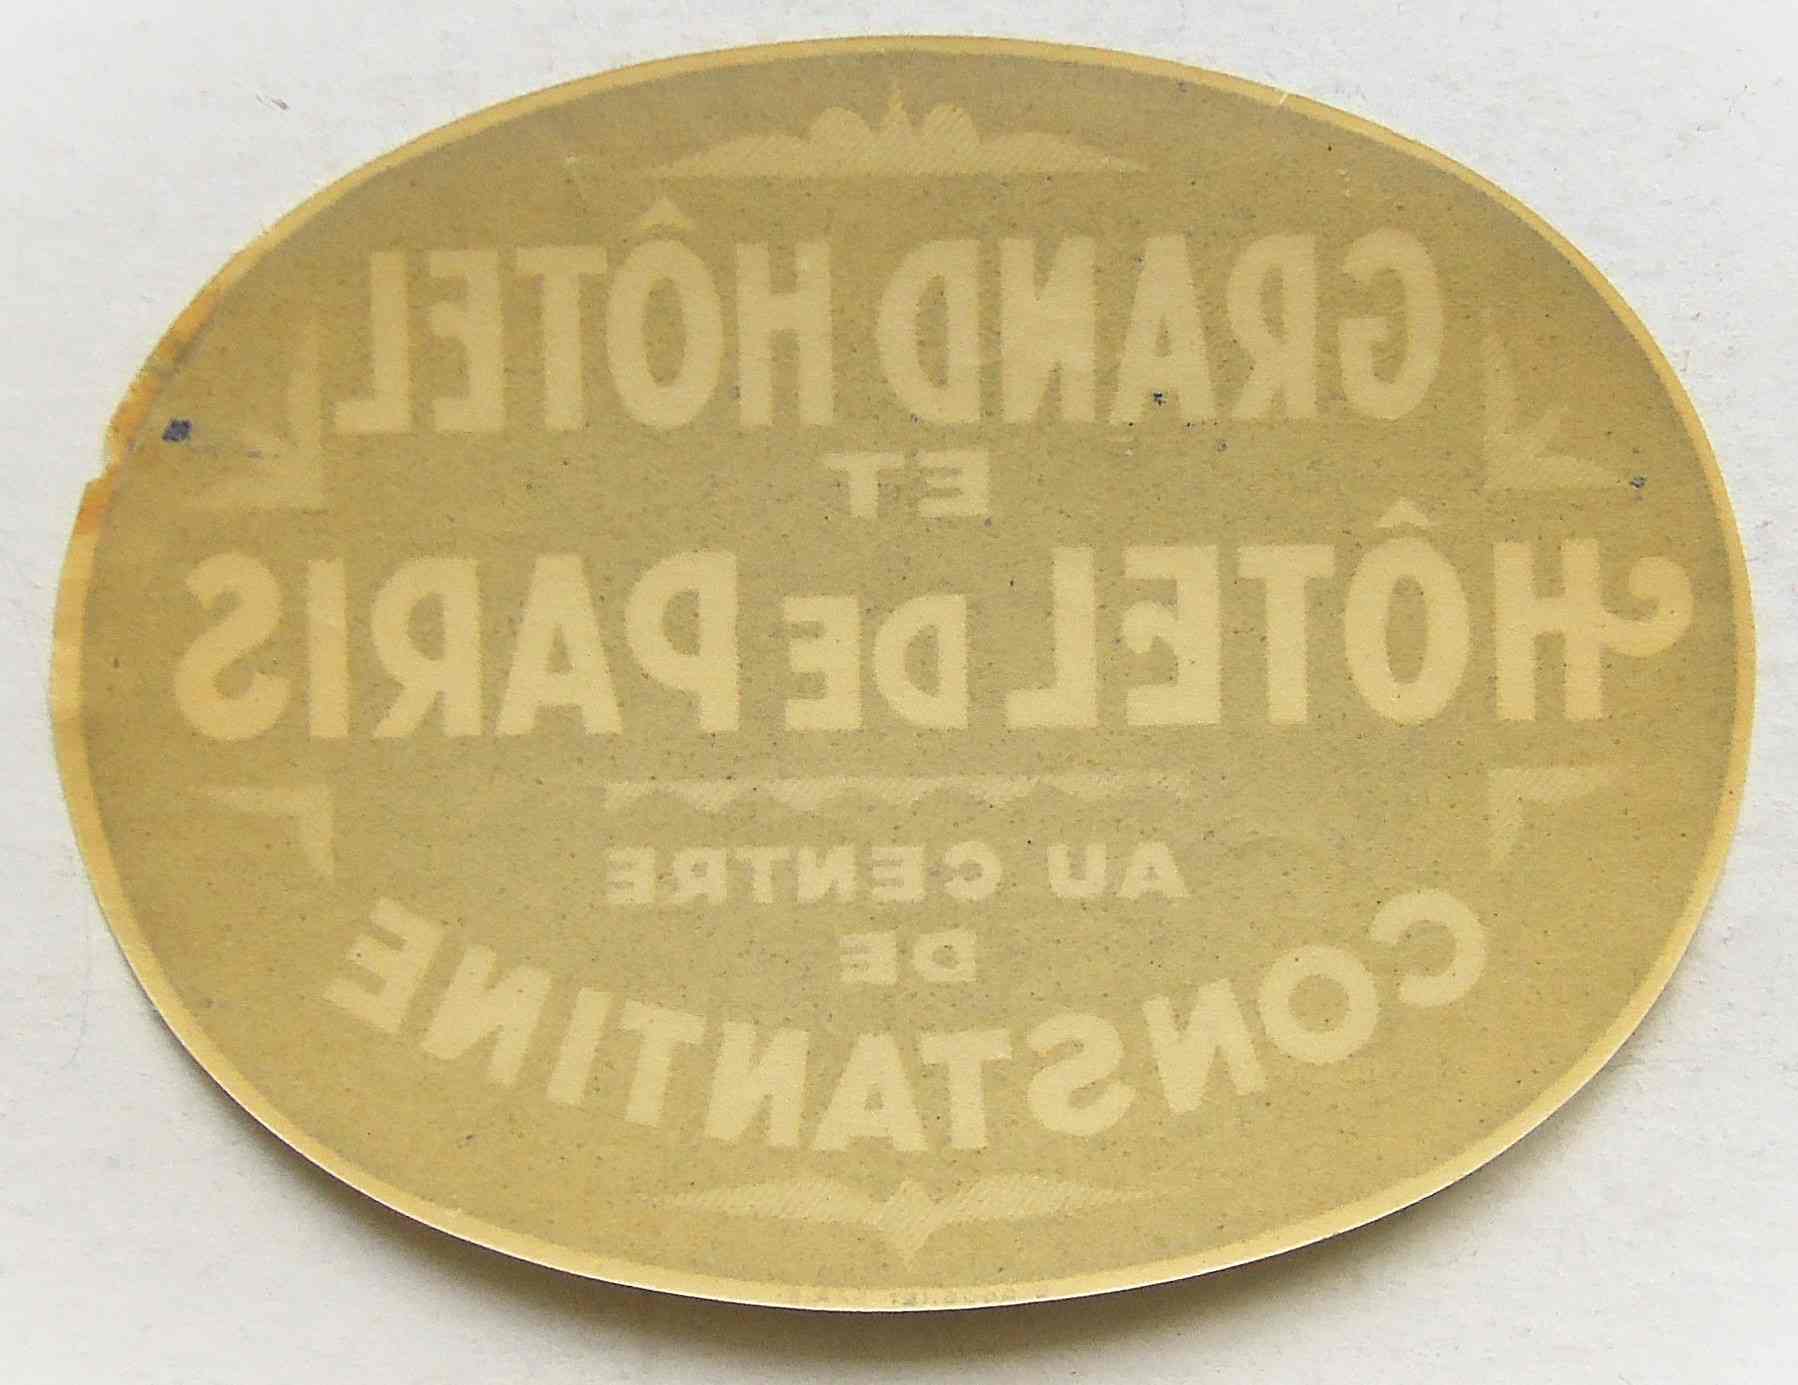 GRAND HÔTEL
ET
HÔTEL DE PARIS
AU CENTRE
DE
CONSTANTINE